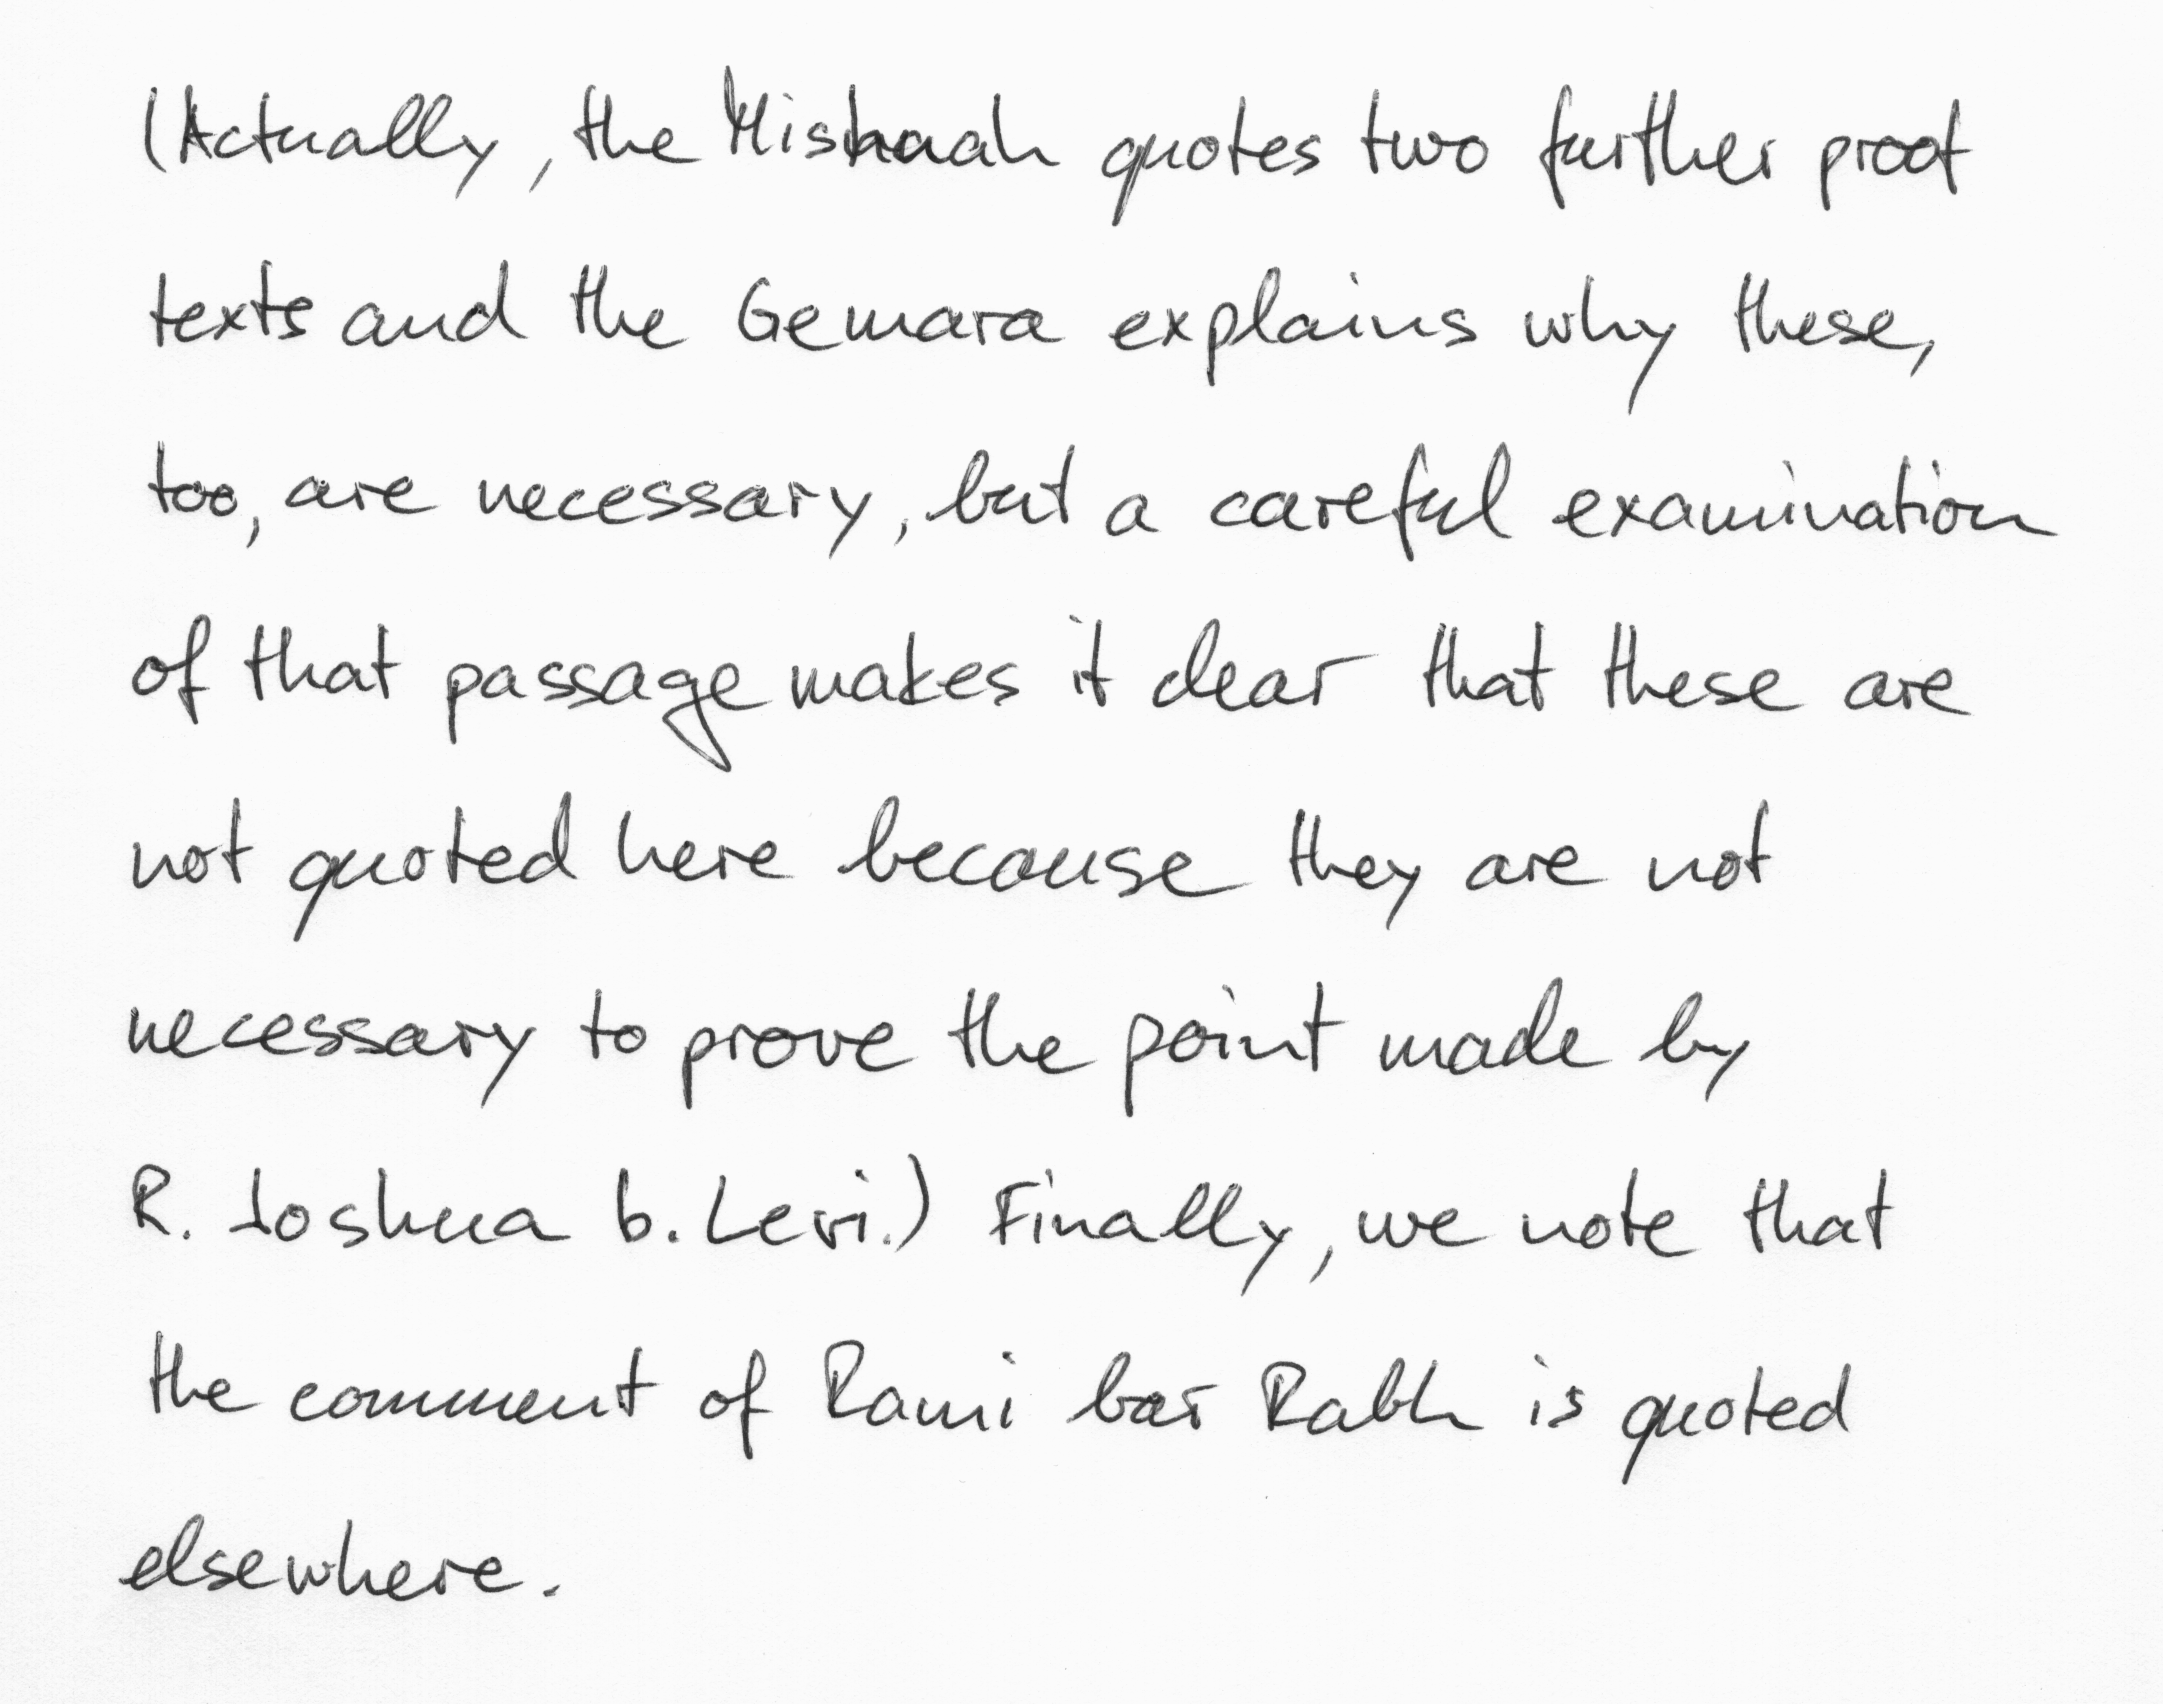 (Actually, the Mishnah quotes two further proof
texts and the Gemara explains why these,
too, are necessary, but a careful examination
of that passage makes it clear that these are
not quoted here because they are not
necessary to prove the point made by
R. Joshua b. Levi.) Finally, we note that
the comment of Rami bar Rabh is quoted
elsewhere.